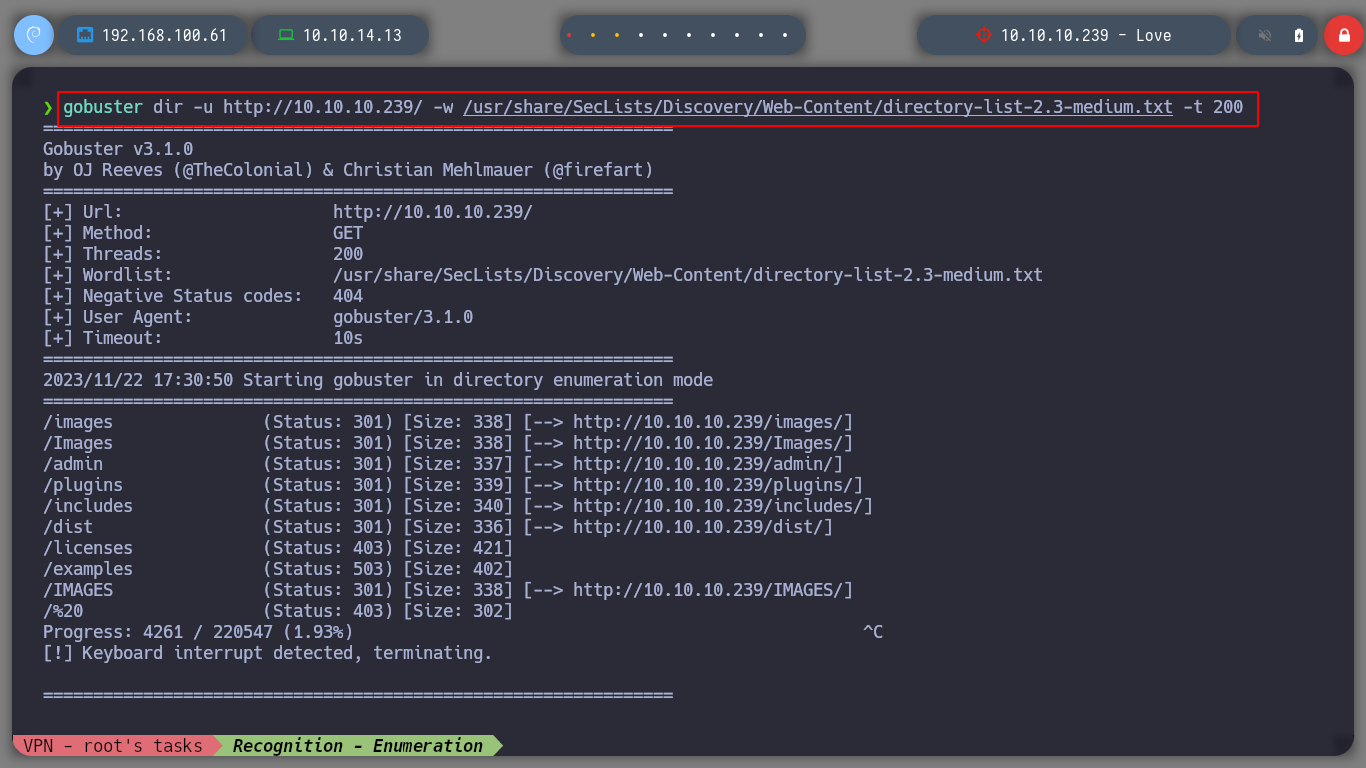 192.168.100.61
10.10.14.13
10.10.10.239 - Love
❯ gobuster dir -u http://10.10.10.239/ -w /usr/share/SecLists/Discovery/Web-Content/directory-list-2.3-medium.txt -t 200
===============================================================
Gobuster v3.1.0
by OJ Reeves (@TheColonial) & Christian Mehlmauer (@firefart)
===============================================================
[+] Url:                     http://10.10.10.239/
[+] Method:                  GET
[+] Threads:                 200
[+] Wordlist:                /usr/share/SecLists/Discovery/Web-Content/directory-list-2.3-medium.txt
[+] Negative Status codes:   404
[+] User Agent:              gobuster/3.1.0
[+] Timeout:                 10s
===============================================================
2023/11/22 17:30:50 Starting gobuster in directory enumeration mode
===============================================================
/images               (Status: 301) [Size: 338] [--> http://10.10.10.239/images/]
/Images               (Status: 301) [Size: 338] [--> http://10.10.10.239/Images/]
/admin                (Status: 301) [Size: 337] [--> http://10.10.10.239/admin/]
/plugins              (Status: 301) [Size: 339] [--> http://10.10.10.239/plugins/]
/includes             (Status: 301) [Size: 340] [--> http://10.10.10.239/includes/]
/dist                 (Status: 301) [Size: 336] [--> http://10.10.10.239/dist/]
/licenses             (Status: 403) [Size: 421]
/examples             (Status: 503) [Size: 402]
/IMAGES               (Status: 301) [Size: 338] [--> http://10.10.10.239/IMAGES/]
/%20                  (Status: 403) [Size: 302]
Progress: 4261 / 220547 (1.93%)                                                   ^C
[!] Keyboard interrupt detected, terminating.
===============================================================
VPN - root's tasks  Recognition - Enumeration